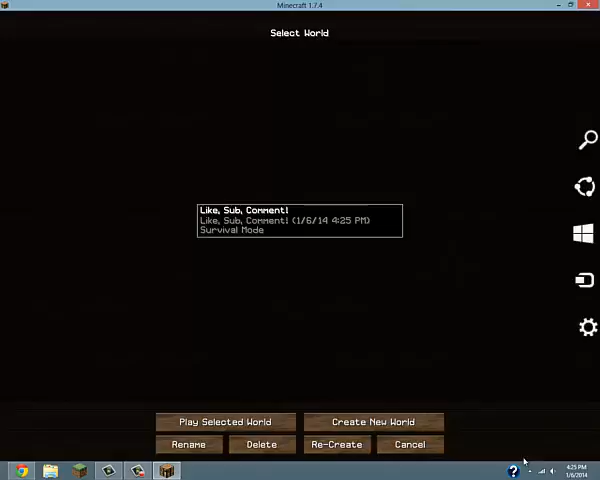 Minecraft 1.7.4
Select World
Like, Sub, Comment!
Like, Sub, Comment! (1/6/14 4:25 PM)
Survival Mode
Play Selected World
Create New World
Rename
Delete
Re-Create
Cancel
4:25 PM
1/6/2014